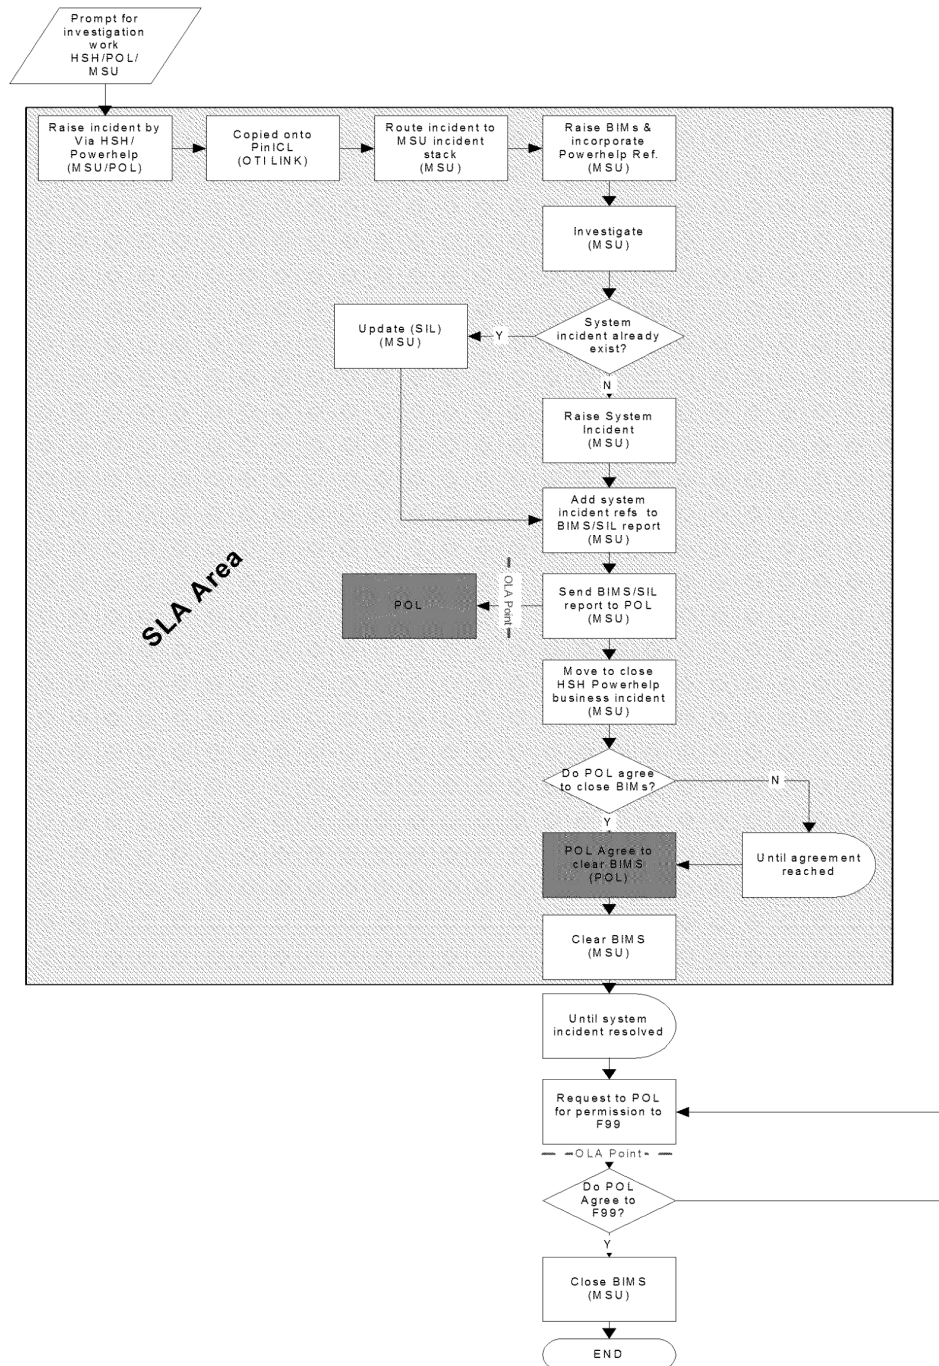 Prompt for
investigation
work
HSH/POL/
MSU
Raise incident by
Via HSH/
Powerhelp
(MSU/POL)
Copied onto
PinICL
(OTI LINK)
Route incident to
MSU incident
stack
(MSU)
Raise BIMs &
incorporate
Powerhelp Ref.
(MSU)
Investigate
(MSU)
System
incident already
exist?
Y
Update (SIL)
(MSU)
N
Raise System
Incident
(MSU)
Add system
incident refs to
BIMS/SIL report
(MSU)
SLA Area
POL
OLA Point
Send BIMS/SIL
report to POL
(MSU)
Move to close
HSH Powerhelp
business incident
(MSU)
Do POL agree
to close BIMs?
N
Y
POL Agree to
clear BIMS
(POL)
Until agreement
reached
Clear BIMS
(MSU)
Until system
incident resolved
Request to POL
for permission to
F99
OLA Point
Do POL
Agree to
F99?
Y
Close BIMS
(MSU)
END